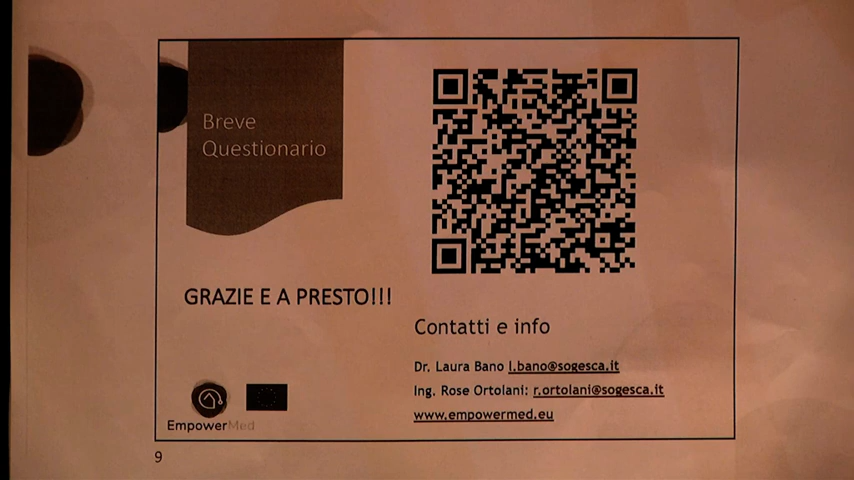 Breve
Questionario
GRAZIE E A PRESTO!!!
Contatti e info
Dr. Laura Bano l.bano@sogesca.it
Ing. Rose Ortolani: r.ortolani@sogesca.it
www.empowermed.eu
EmpowerMed
9